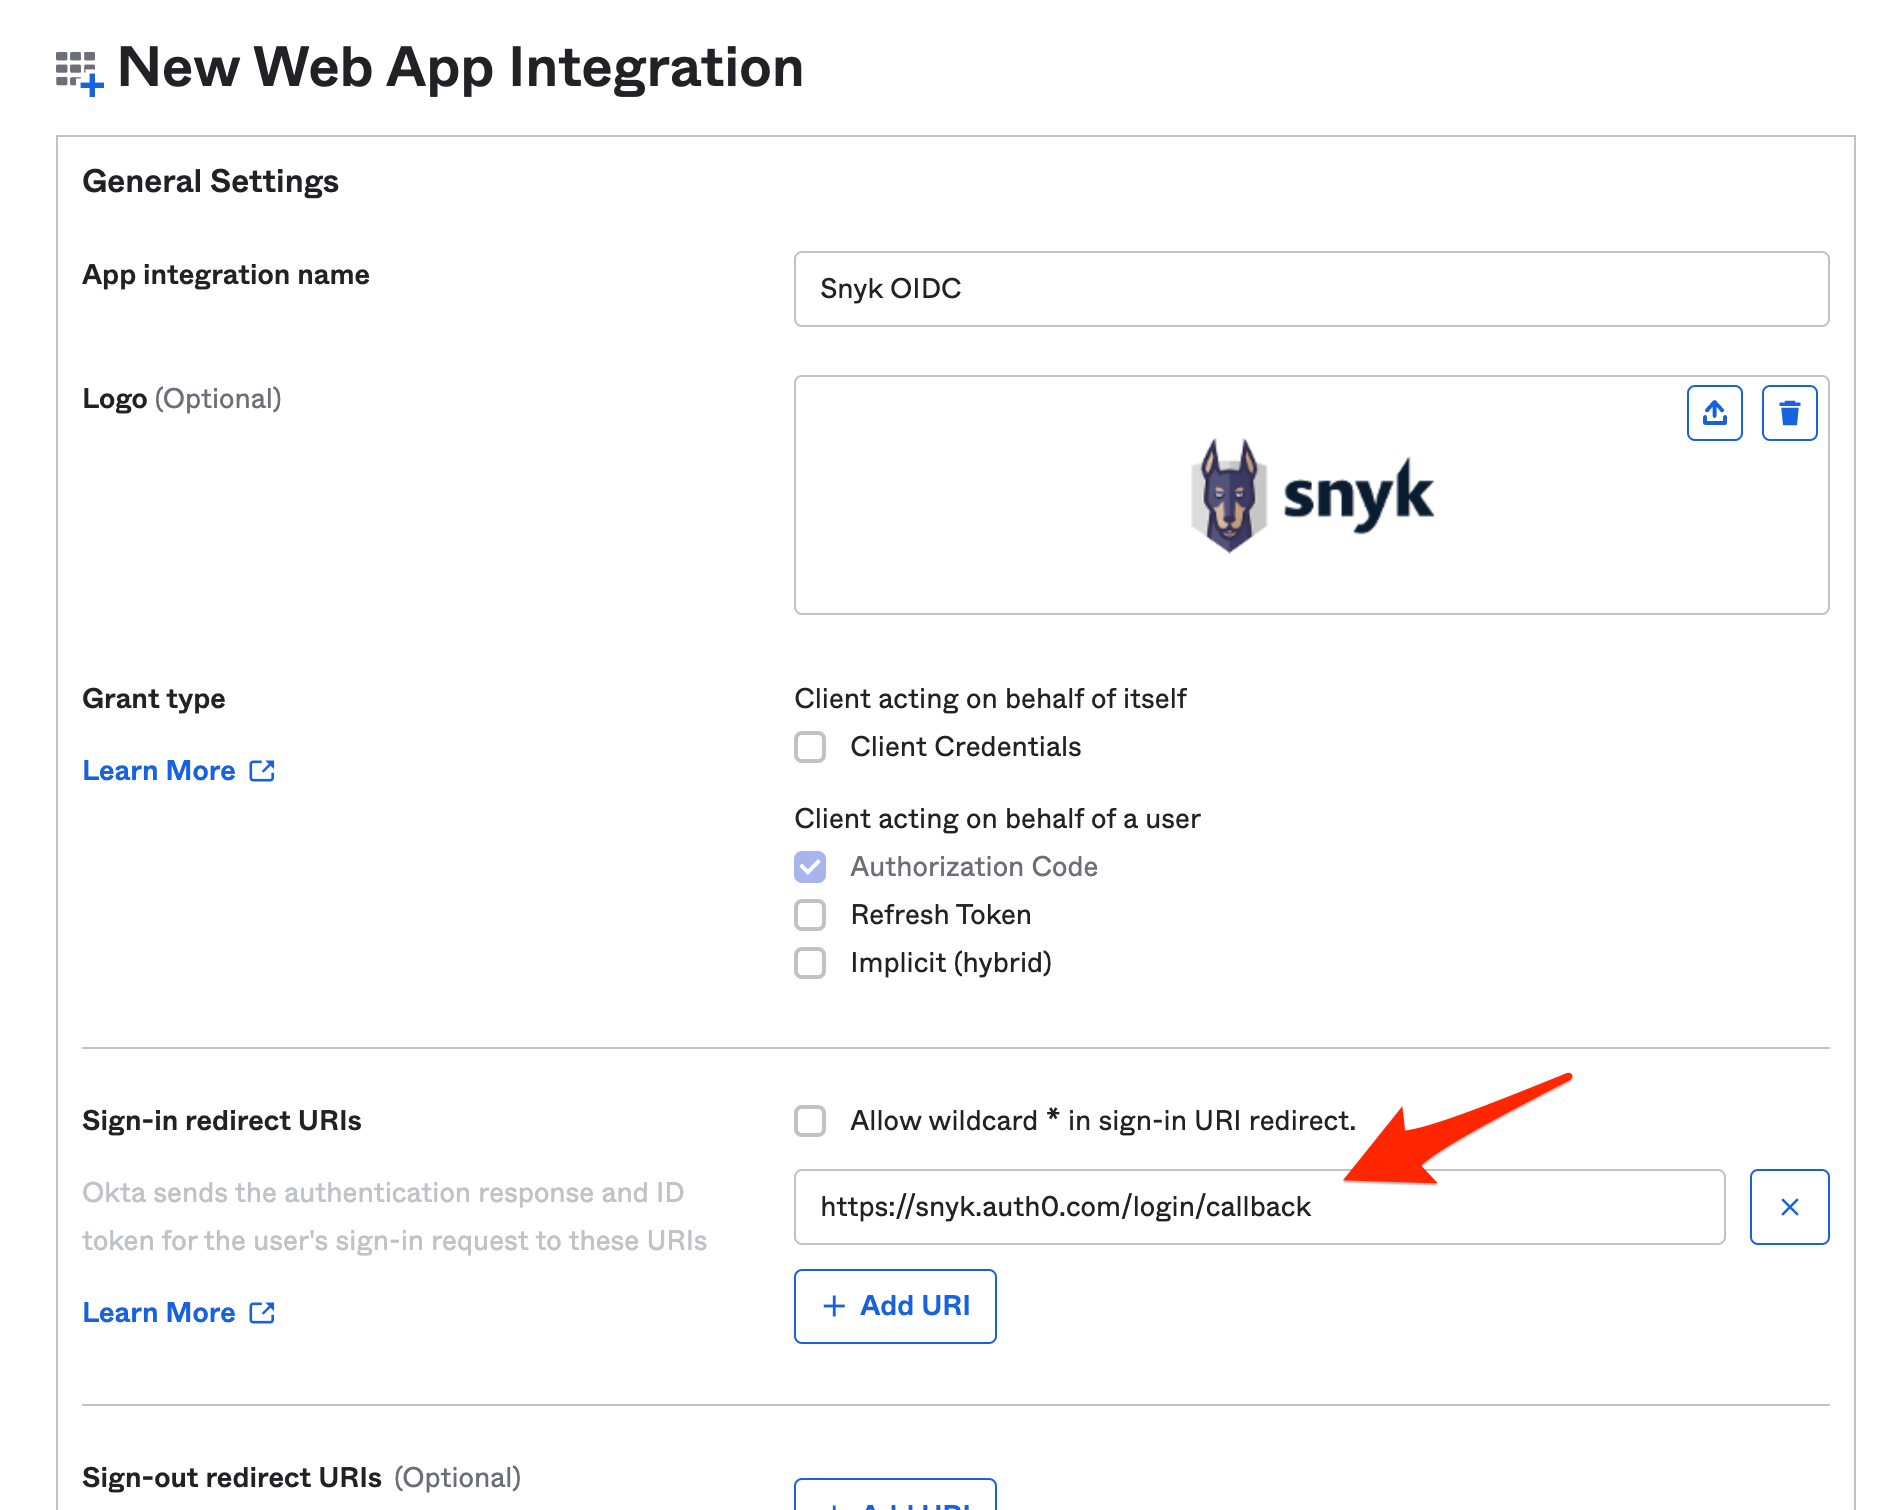 New Web App Integration
General Settings
App integration name
Snyk OIDC
Logo (Optional)
snyk
Grant type
Client acting on behalf of itself
Client Credentials
Learn More
Client acting on behalf of a user
Authorization Code
Refresh Token
Implicit (hybrid)
Sign-in redirect URIs
Allow wildcard * in sign-in URI redirect.
Okta sends the authentication response and ID
token for the user's sign-in request to these URIs
https://snyk.auth0.com/login/callback
Learn More
+ Add URI
Sign-out redirect URIs (Optional)
+ Add URI